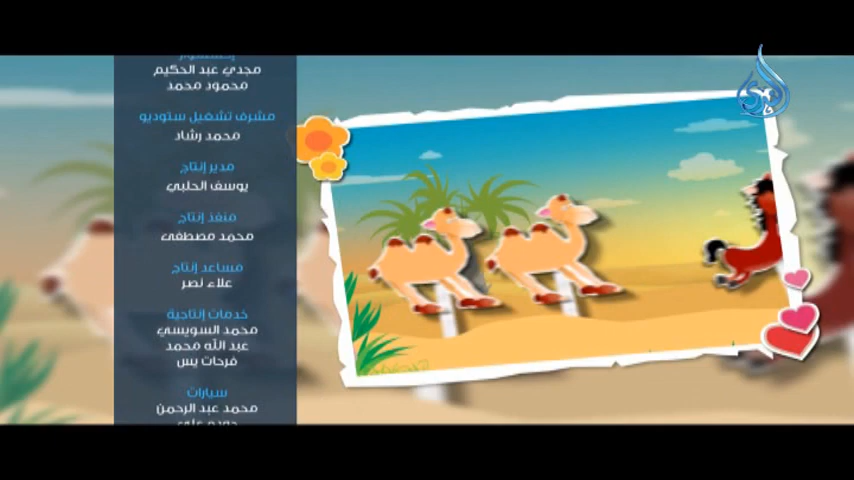 إكسسوار
مجدي عبد الحكيم
محمود محمد
مشرف تشغيل ستوديو
محمد رشاد
مدير إنتاج
يوسف الحلبي
منفذ إنتاج
محمد مصطفى
مساعد إنتاج
علاء نصر
خدمات إنتاجية
محمد السويسي
عبد الله محمد
فرحات يس
سيارات
محمد عبد الرحمن